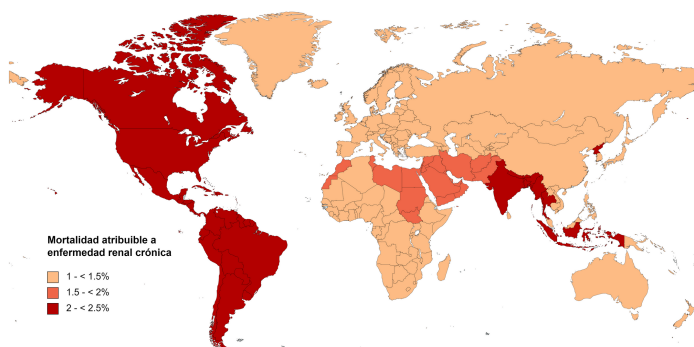 Mortalidad atribuible a
enfermedad renal crónica
1 - < 1.5%
1.5 - < 2%
2 - < 2.5%